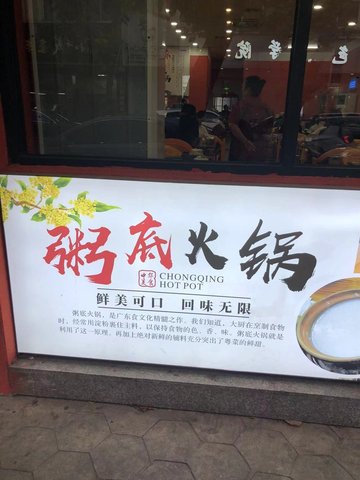 粥底火锅
CHONGQING
HOT POT
鲜美可口 回味无限
粥底火锅，是广东食文化精髓之作。我们知道，大厨在烹制食物
时，经常用淀粉裹住主料，以保持食物的色、香、味。粥底火锅就是
利用了这一原理，再加上绝对新鲜的辅料充分突出了粤菜的鲜甜。